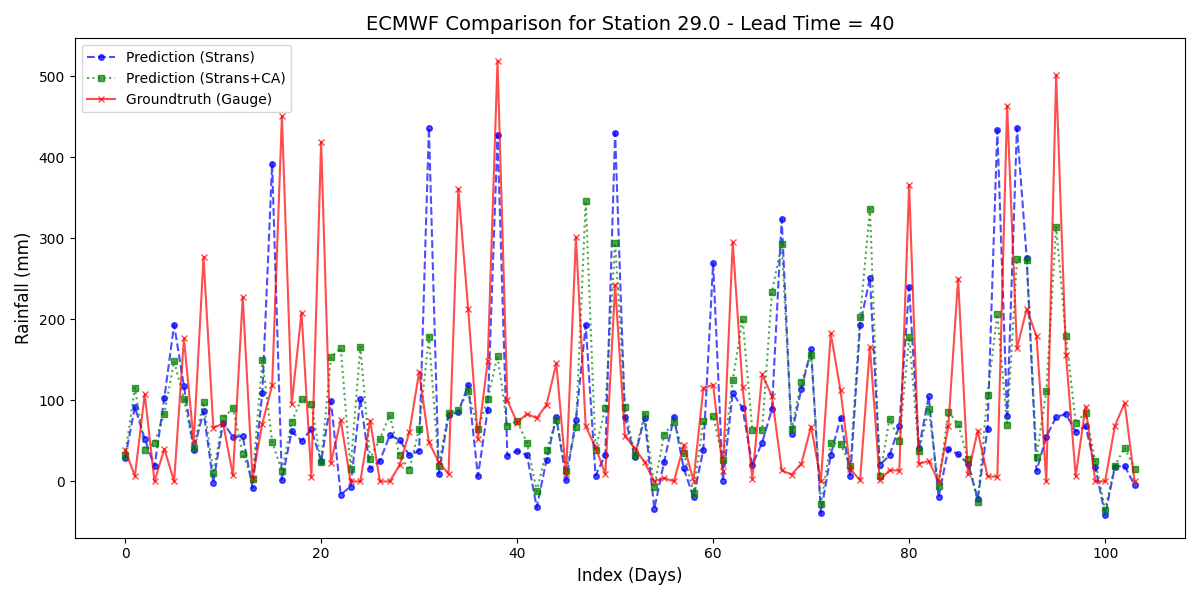 ECMWF Comparison for Station 29.0 - Lead Time = 40
Prediction (Strans)
Prediction (Strans+CA)
Groundtruth (Gauge)
Rainfall (mm)
500
400
300
200
100
0
0 20 40 60 80 100
Index (Days)